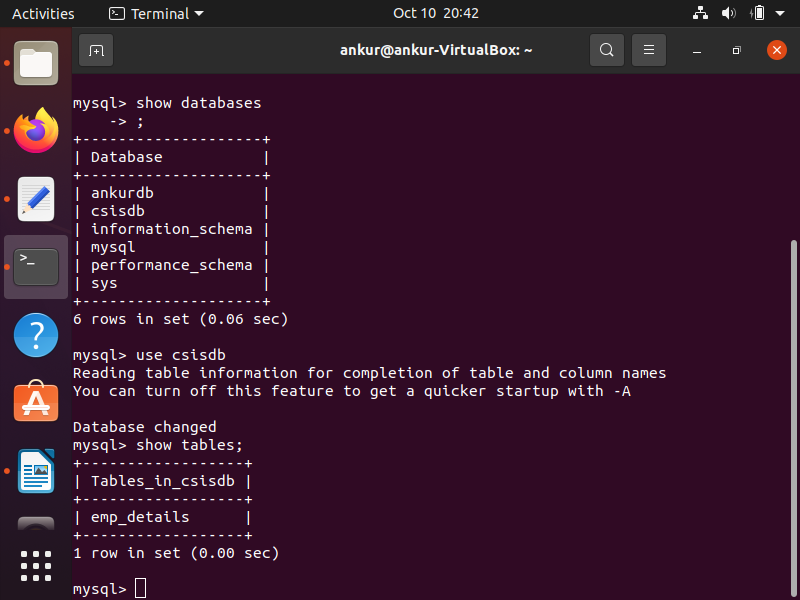 Activities Terminal Oct 10 20:42
ankur@ankur-VirtualBox: ~
mysql> show databases
    -> ;
+--------------------+
| Database           |
+--------------------+
| ankurdb            |
| csisdb             |
| information_schema |
| mysql              |
| performance_schema |
| sys                |
+--------------------+
6 rows in set (0.06 sec)
mysql> use csisdb
Reading table information for completion of table and column names
You can turn off this feature to get a quicker startup with -A
Database changed
mysql> show tables;
+------------------+
| Tables_in_csisdb |
+------------------+
| emp_details      |
+------------------+
1 row in set (0.00 sec)
mysql>